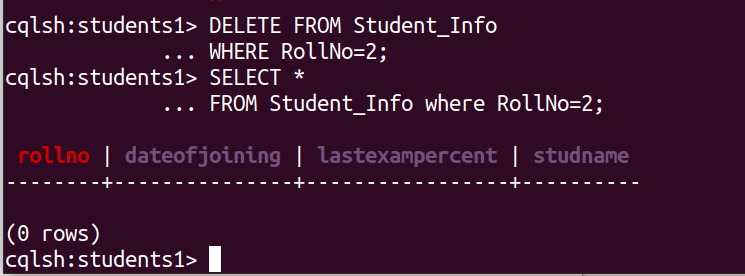 cqlsh:students1> DELETE FROM Student_Info
... WHERE RollNo=2;
cqlsh:students1> SELECT *
... FROM Student_Info where RollNo=2;
rollno | dateofjoining | lastexampercent | studname
--------+---------------+-----------------+----------
(0 rows)
cqlsh:students1>